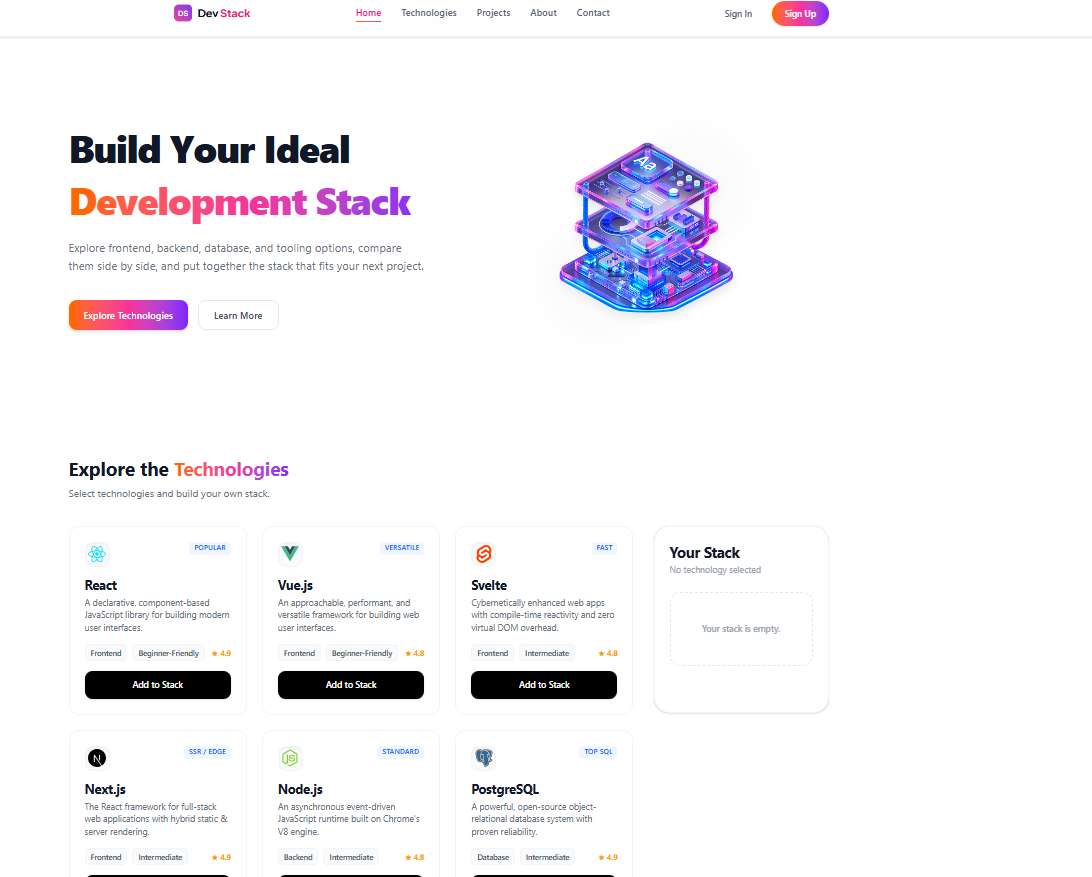 DS DevStack Home Technologies Projects About Contact Sign In Sign Up
Build Your Ideal
Development Stack
Explore frontend, backend, database, and tooling options, compare
them side by side, and put together the stack that fits your next project.
Explore Technologies Learn More
Aa
Explore the Technologies
Select technologies and build your own stack.
POPULAR
React
A declarative, component-based
JavaScript library for building modern
user interfaces.
Frontend Beginner-Friendly ★ 4.9
Add to Stack
VERSATILE
Vue.js
An approachable, performant, and
versatile framework for building web
user interfaces.
Frontend Beginner-Friendly ★ 4.8
Add to Stack
FAST
Svelte
Cybernetically enhanced web apps
with compile-time reactivity and zero
virtual DOM overhead.
Frontend Intermediate ★ 4.8
Add to Stack
Your Stack
No technology selected
Your stack is empty.
N
SSR / EDGE
Next.js
The React framework for full-stack
web applications with hybrid static &
server rendering.
Frontend Intermediate ★ 4.9
JS
STANDARD
Node.js
An asynchronous event-driven
JavaScript runtime built on Chrome's
V8 engine.
Backend Intermediate ★ 4.8
TOP SQL
PostgreSQL
A powerful, open-source object-
relational database system with
proven reliability.
Database Intermediate ★ 4.9